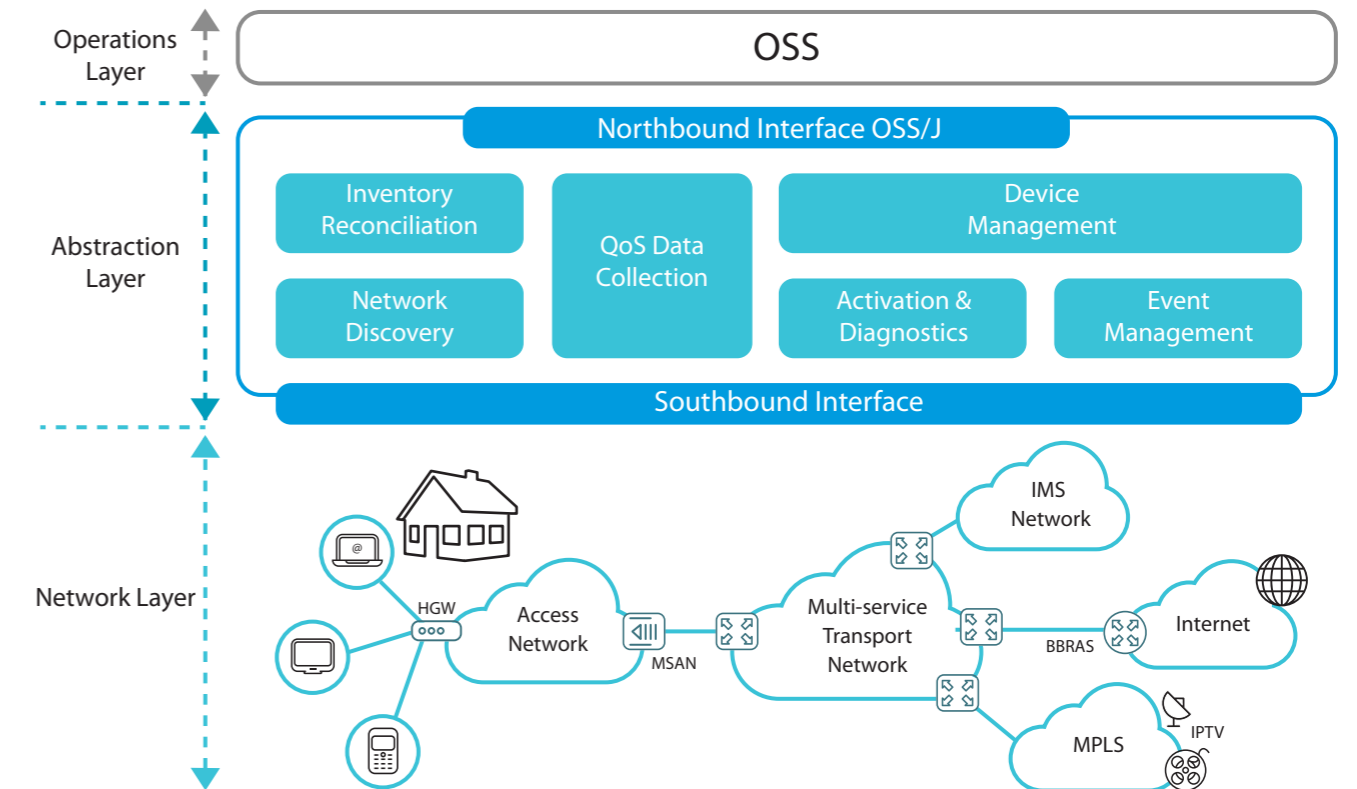 Operations
Layer
OSS
Northbound Interface OSS/J
Abstraction
Layer
Inventory
Reconciliation
QoS Data
Collection
Device
Management
Network
Discovery
Activation &
Diagnostics
Event
Management
Southbound Interface
Network Layer
@
HGW
Access
Network
MSAN
Multi-service
Transport
Network
IMS
Network
BBRAS
Internet
MPLS
IPTV